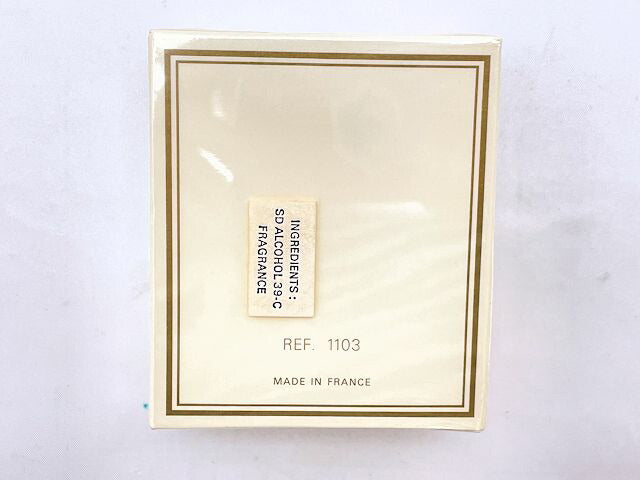 INGREDIENTS :
SD ALCOHOL 39-C
FRAGRANCE
REF. 1103
MADE IN FRANCE